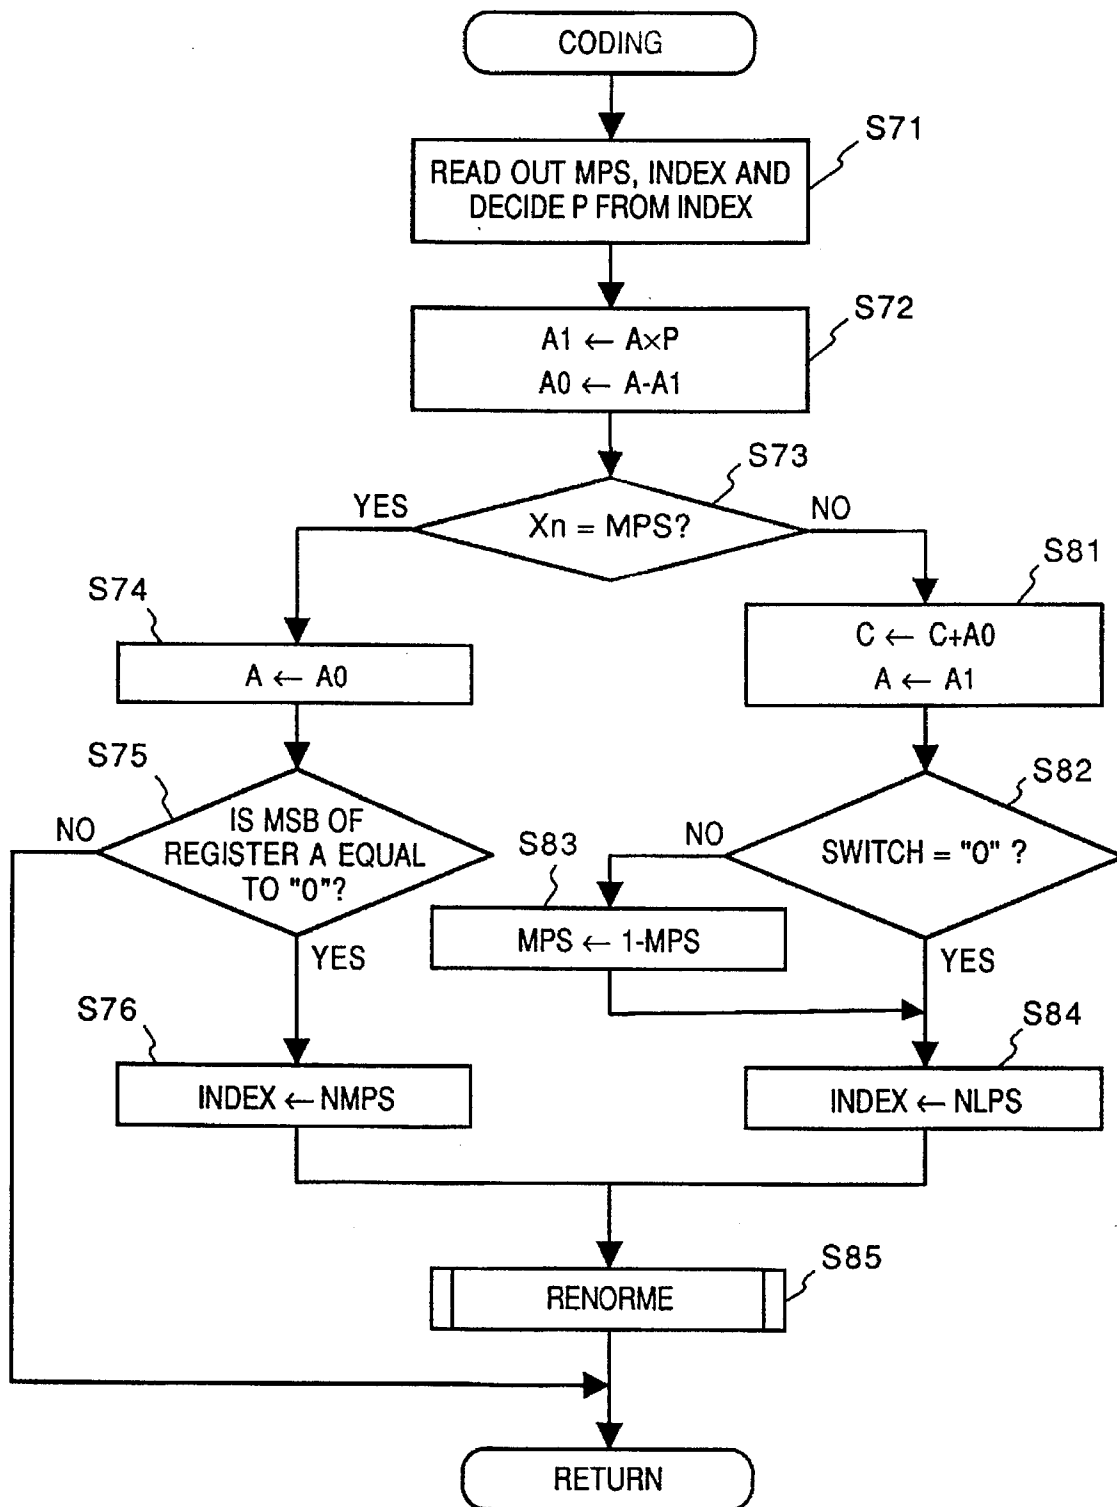 CODING
S71
READ OUT MPS, INDEX AND
DECIDE P FROM INDEX
S72
A1 ← A×P
A0 ← A-A1
S73
YES
Xn = MPS?
NO
S74
A ← A0
S81
C ← C+A0
A ← A1
S75
NO
IS MSB OF
REGISTER A EQUAL
TO "0"?
YES
S82
NO
SWITCH = "0" ?
YES
S83
MPS ← 1-MPS
S76
INDEX ← NMPS
S84
INDEX ← NLPS
S85
RENORME
RETURN